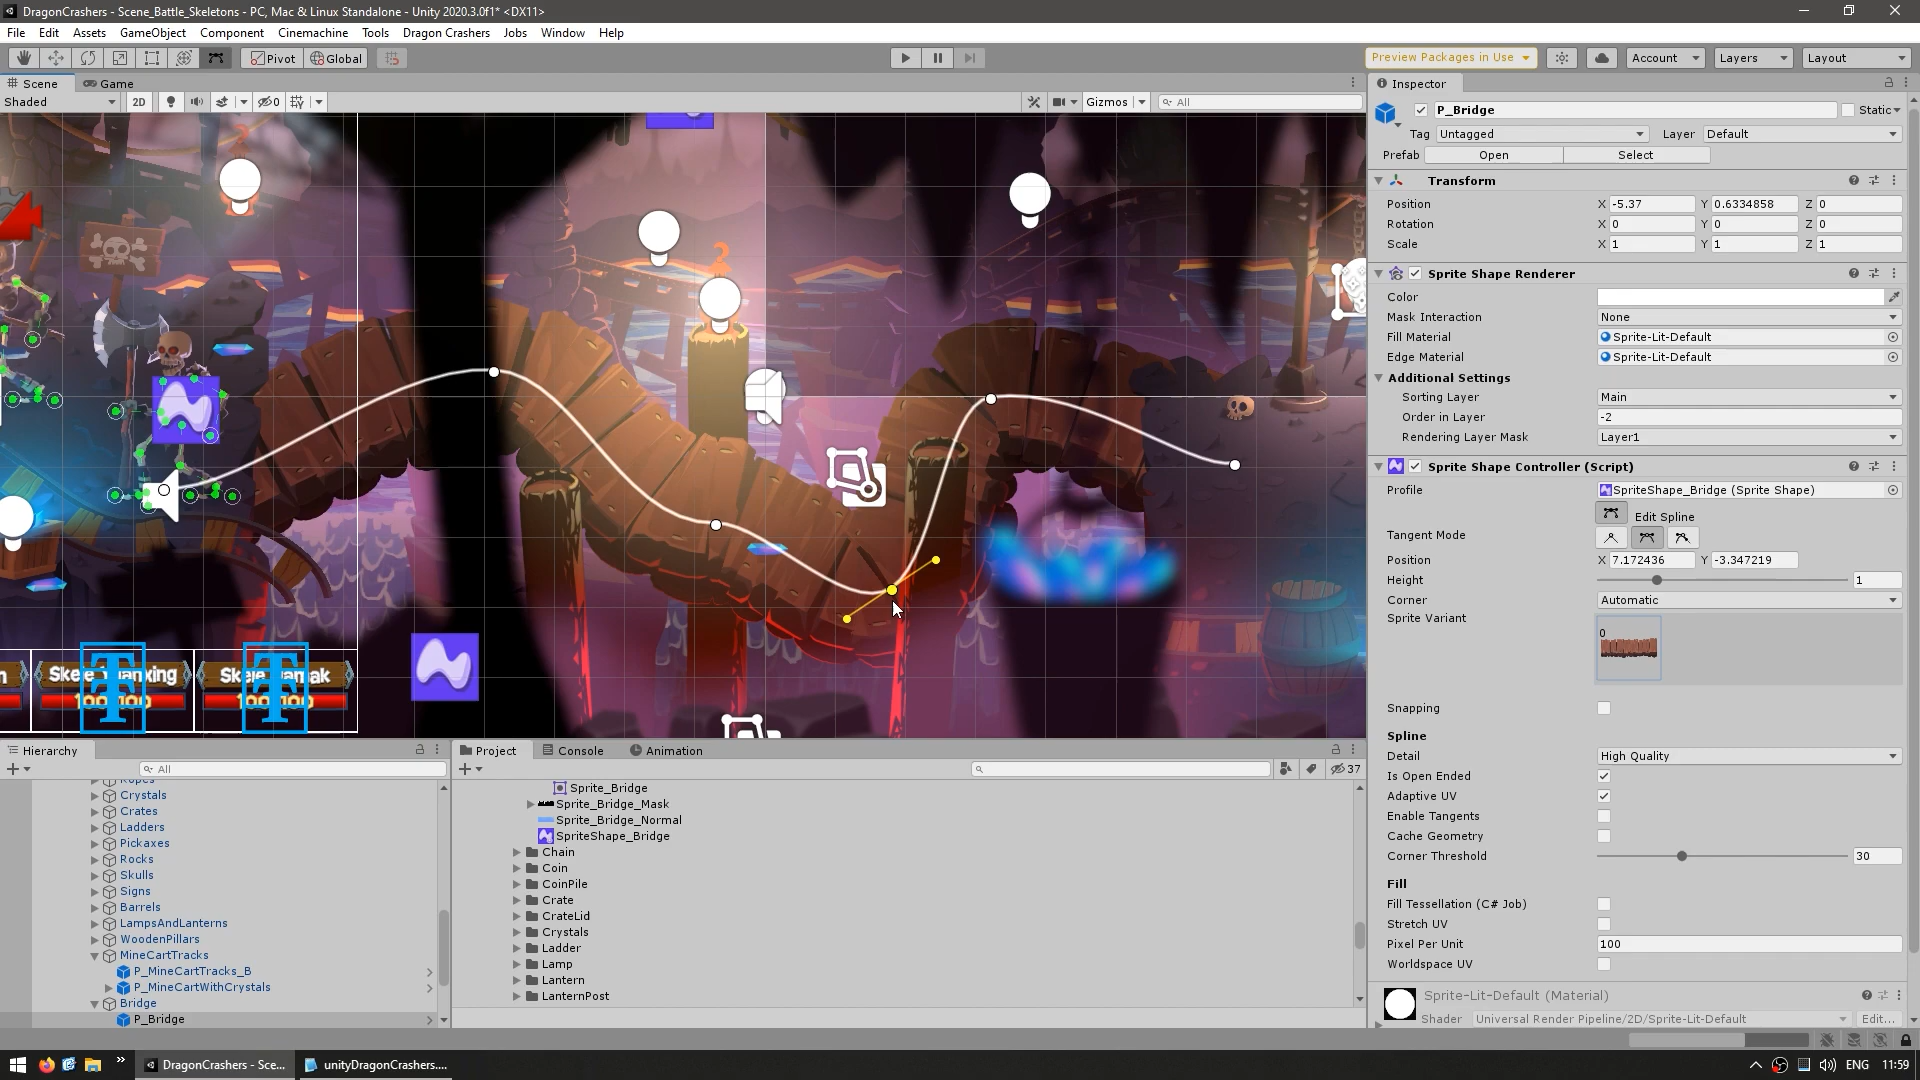 DragonCrashers - Scene_Battle_Skeletons - PC, Mac & Linux Standalone - Unity 2020.3.0f1* <DX11>
File Edit Assets GameObject Component Cinemachine Tools Dragon Crashers Jobs Window Help
Pivot Global Preview Packages in Use Account Layers Layout
Scene Game
Shaded 2D 0 Gizmos All
Skele Skele
Hierarchy
All
Ropes
Crystals
Crates
Ladders
Pickaxes
Rocks
Skulls
Signs
Barrels
LampsAndLanterns
WoodenPillars
MineCartTracks
P_MineCartTracks_B
P_MineCartWithCrystals
Bridge
P_Bridge
Project Console Animation
37
Sprite_Bridge
Sprite_Bridge_Mask
Sprite_Bridge_Normal
SpriteShape_Bridge
Chain
Coin
CoinPile
Crate
CrateLid
Crystals
Ladder
Lamp
Lantern
LanternPost
Inspector
P_Bridge Static
Tag Untagged Layer Default
Prefab Open Select
Transform
Position X -5.37 Y 0.6334858 Z 0
Rotation X 0 Y 0 Z 0
Scale X 1 Y 1 Z 1
Sprite Shape Renderer
Color
Mask Interaction None
Fill Material Sprite-Lit-Default
Edge Material Sprite-Lit-Default
Additional Settings
Sorting Layer Main
Order in Layer -2
Rendering Layer Mask Layer1
Sprite Shape Controller (Script)
Profile SpriteShape_Bridge (Sprite Shape)
Edit Spline
Tangent Mode
Position X 7.172436 Y -3.347219
Height 1
Corner Automatic
Sprite Variant
0
Snapping
Spline
Detail High Quality
Is Open Ended
Adaptive UV
Enable Tangents
Cache Geometry
Corner Threshold 30
Fill
Fill Tessellation (C# Job)
Stretch UV
Pixel Per Unit 100
Worldspace UV
Sprite-Lit-Default (Material)
Shader Universal Render Pipeline/2D/Sprite-Lit-Default Edit...
DragonCrashers - Sce... unityDragonCrashers.... ENG 11:59